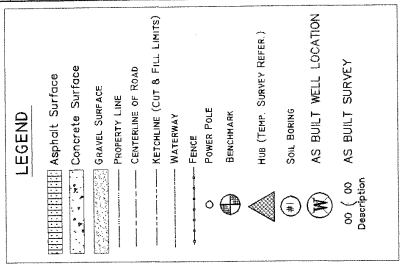 LEGEND
Asphalt Surface
Concrete Surface
GRAVEL SURFACE
PROPERTY LINE
CENTERLINE OF ROAD
KETCHLINE (CUT & FILL LIMITS)
WATERWAY
FENCE
POWER POLE
BENCHMARK
HUB (TEMP. SURVEY REFER.)
#1 SOIL BORING
W AS BUILT WELL LOCATION
00 ( 00 AS BUILT SURVEY
Description